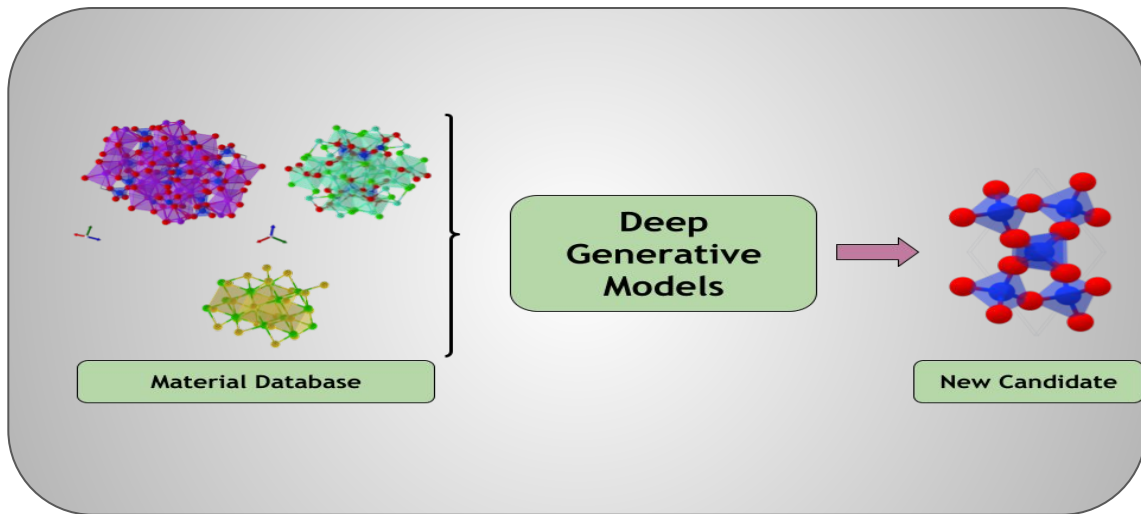 Deep
Generative
Models
Material Database
New Candidate